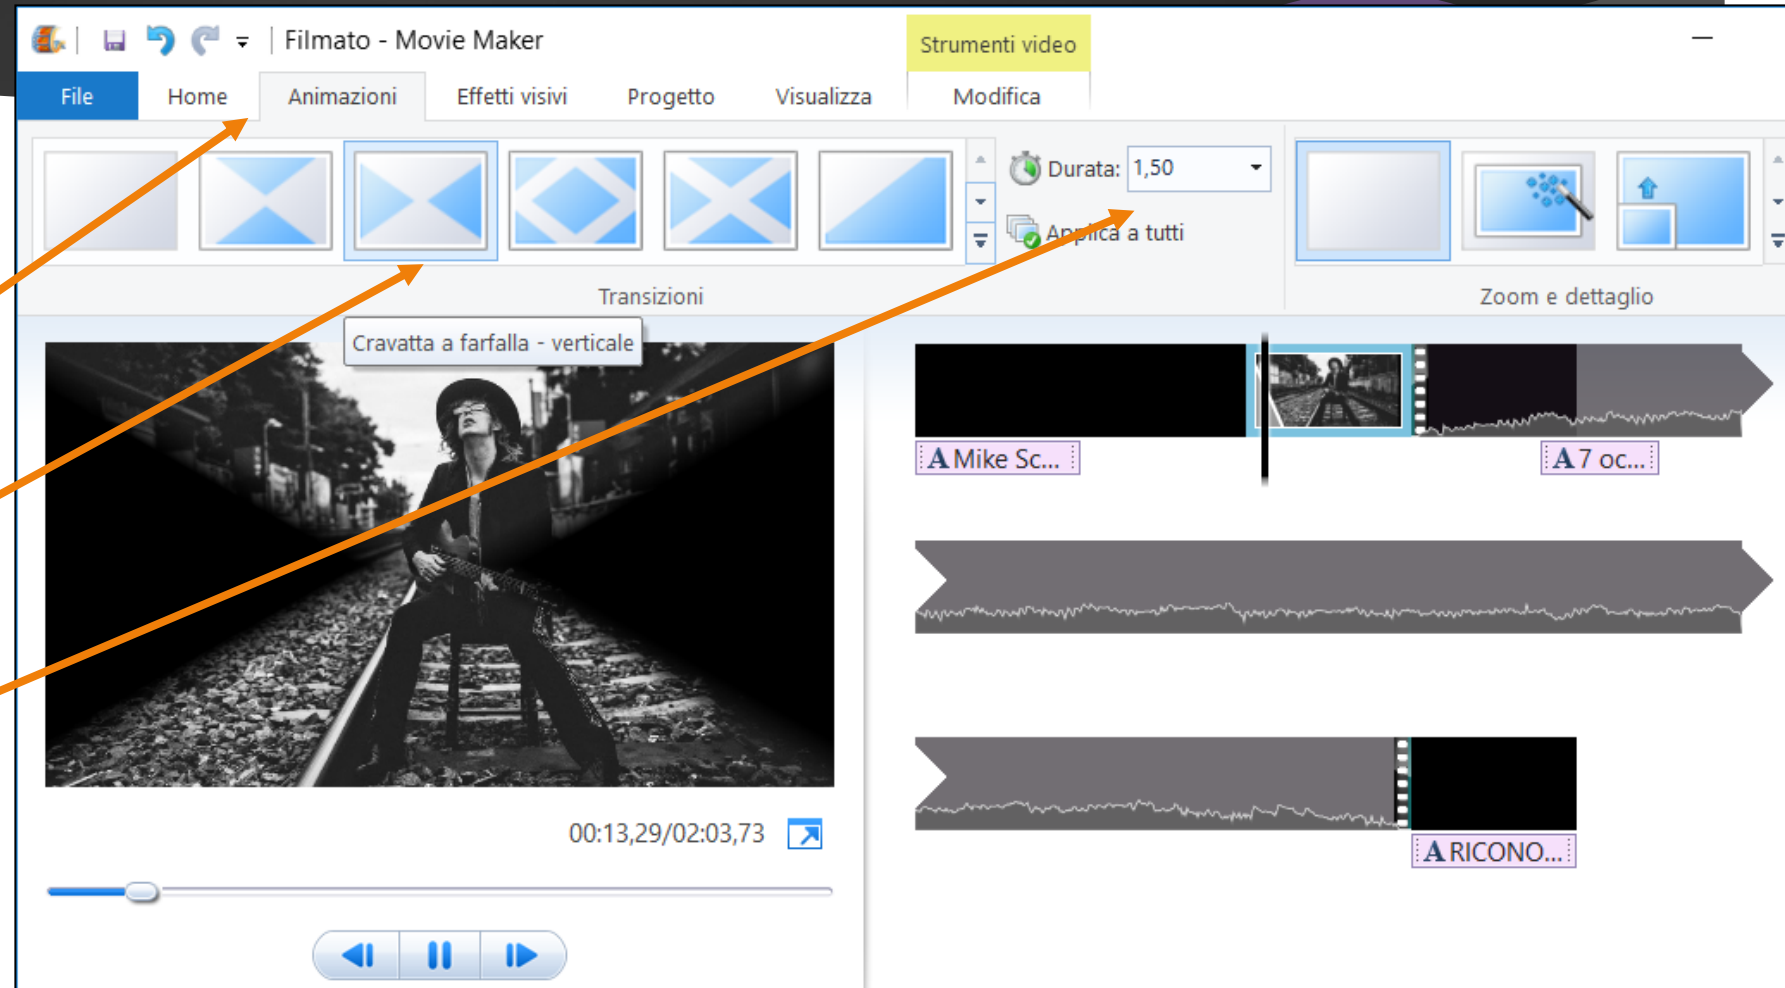 Filmato - Movie Maker
Strumenti video
File
Home
Animazioni
Effetti visivi
Progetto
Visualizza
Modifica
Durata: 1,50
Applica a tutti
Transizioni
Zoom e dettaglio
Cravatta a farfalla - verticale
A Mike Sc...
A 7 oc...
00:13,29/02:03,73
A RICONO...